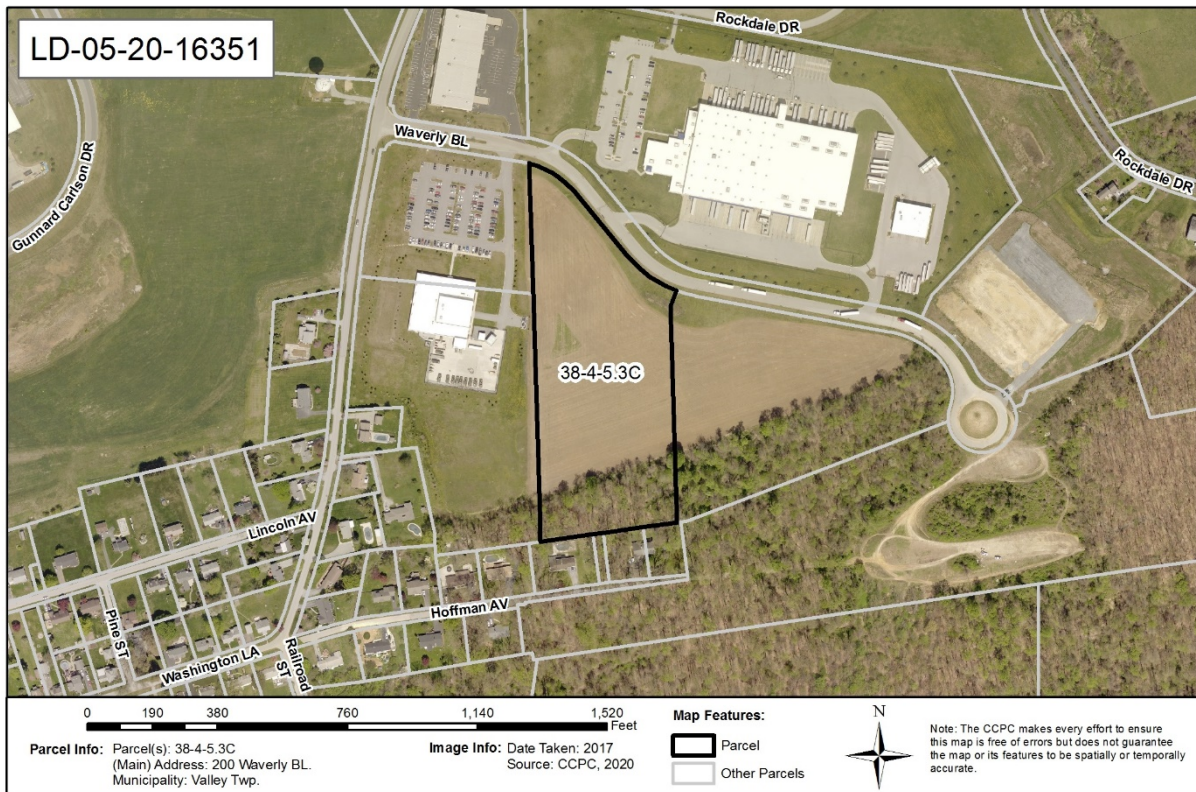 LD-05-20-16351
Rockdale DR
Waverly BL
Rockdale DR
Gunnard Carlson DR
38-4-5.3C
Lincoln AV
Pine ST
Hoffman AV
Washington LA
Railroad ST
0 190 380 760 1,140 1,520
Feet
Parcel Info: Parcel(s): 38-4-5.3C
(Main) Address: 200 Waverly BL.
Municipality: Valley Twp.
Image Info: Date Taken: 2017
Source: CCPC, 2020
Map Features:
Parcel
Other Parcels
N
Note: The CCPC makes every effort to ensure
this map is free of errors but does not guarantee
the map or its features to be spatially or temporally
accurate.